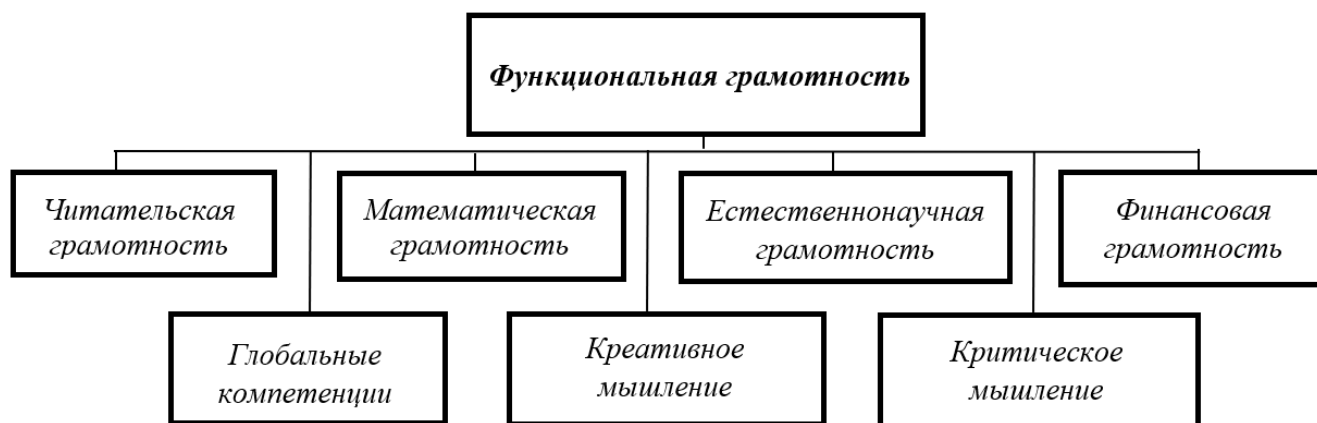 Функциональная грамотность
Читательская
грамотность
Математическая
грамотность
Естественнонаучная
грамотность
Финансовая
грамотность
Глобальные
компетенции
Креативное
мышление
Критическое
мышление